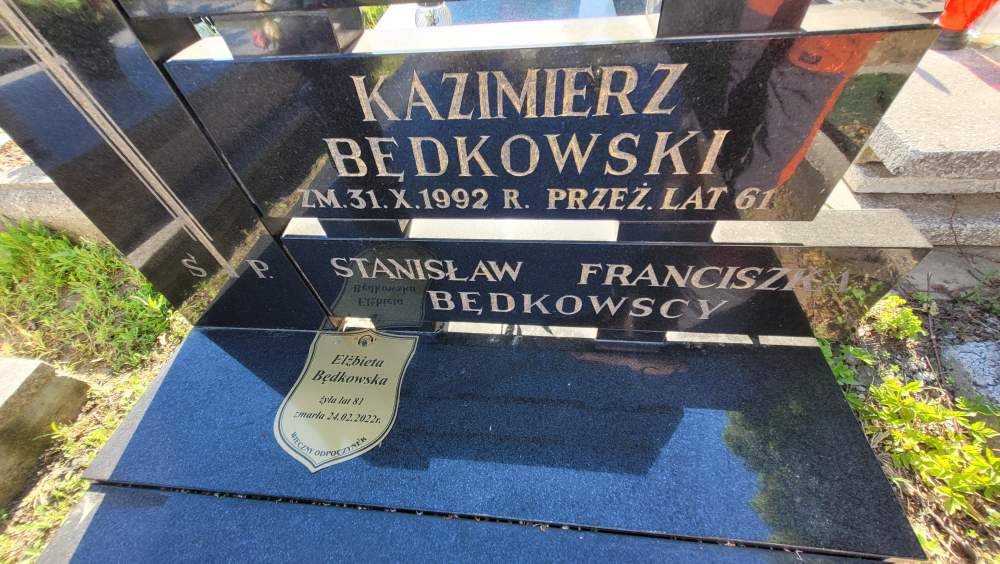 KAZIMIERZ
BĘDKOWSKI
ZM. 31. X. 1992 R. PRZEŻ. LAT 61
Ś. P. STANISŁAW FRANCISZKA
BĘDKOWSCY
Elżbieta
Będkowska
żyła lat 81
zmarła 24.02.2022r.
WIECZNY ODPOCZYNEK